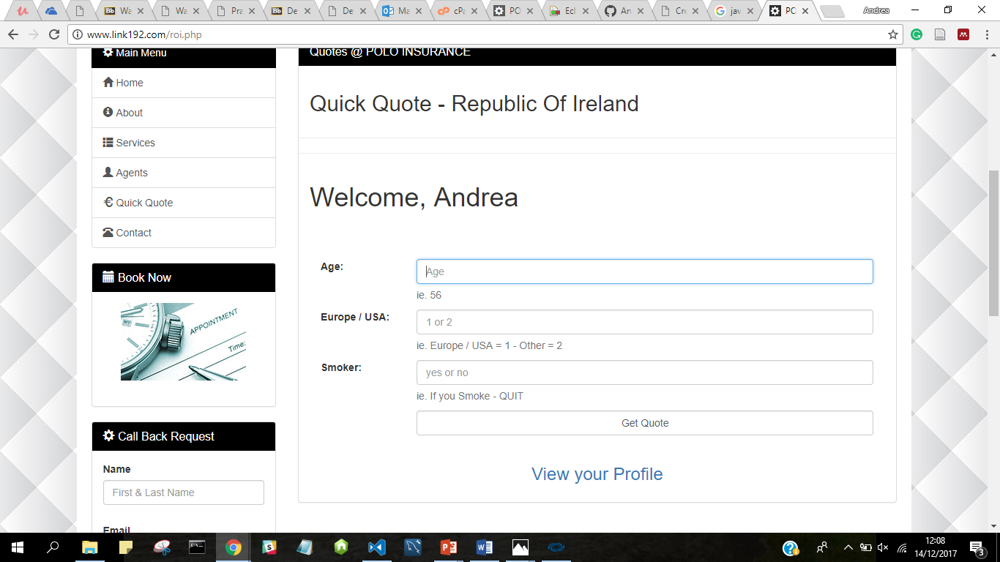 Wa
Wa
Pra
De
De
Ma
cPa
PO
Ecl
An
Cre
jav
PO
Andrea
www.link192.com/roi.php
Main Menu
Home
About
Services
Agents
Quick Quote
Contact
Book Now
APPOINTMENT
Time:
Call Back Request
Name
First & Last Name
Email
Quotes @ POLO INSURANCE
Quick Quote - Republic Of Ireland
Welcome, Andrea
Age:
Age
ie. 56
Europe / USA:
1 or 2
ie. Europe / USA = 1 - Other = 2
Smoker:
yes or no
ie. If you Smoke - QUIT
Get Quote
View your Profile
12:08
14/12/2017
3